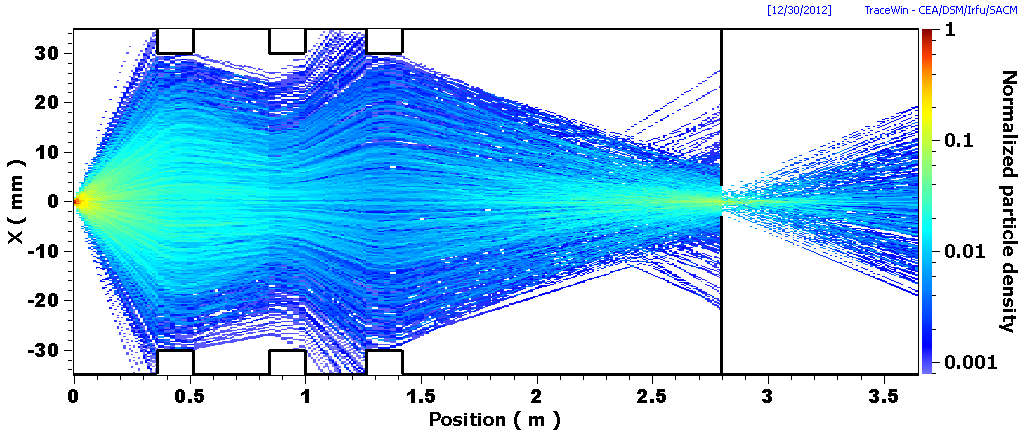 [12/30/2012] TraceWin - CEA/DSM/Irfu/SACM
X ( mm )
30
20
10
0
-10
-20
-30
0 0.5 1 1.5 2 2.5 3 3.5
Position ( m )
1
0.1
0.01
0.001
Normalized particle density